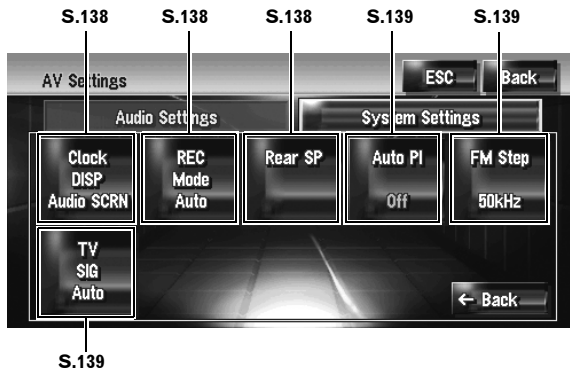 S.138 S.138 S.138 S.139 S.139
AV Settings ESC Back
Audio Settings System Settings
Clock
DISP
Audio SCRN
REC
Mode
Auto
Rear SP
Auto PI
Off
FM Step
50kHz
TV
SIG
Auto
← Back
S.139